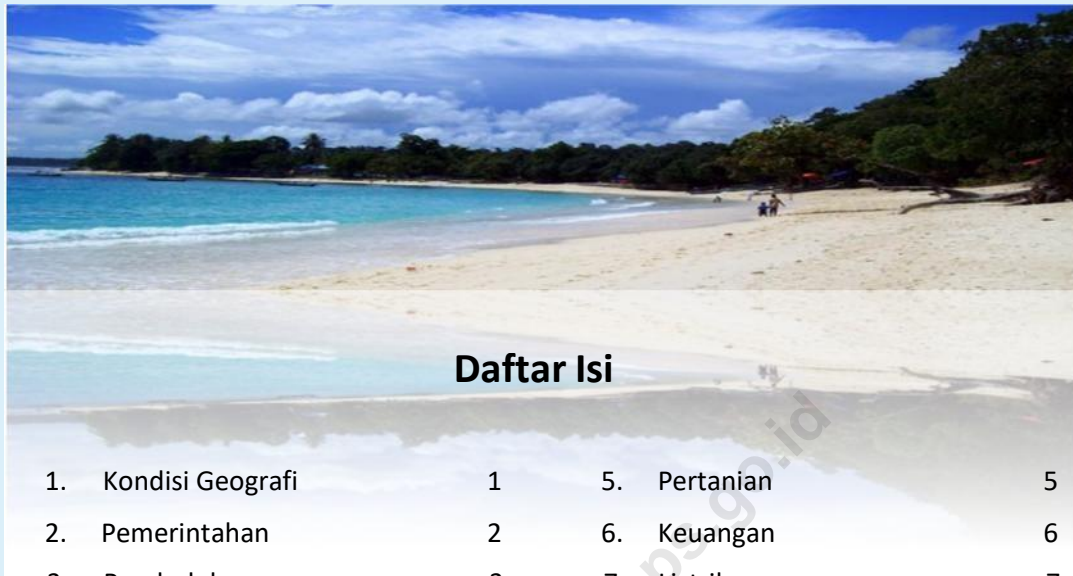 Daftar Isi
1. Kondisi Geografi 1
2. Pemerintahan 2
5. Pertanian 5
6. Keuangan 6